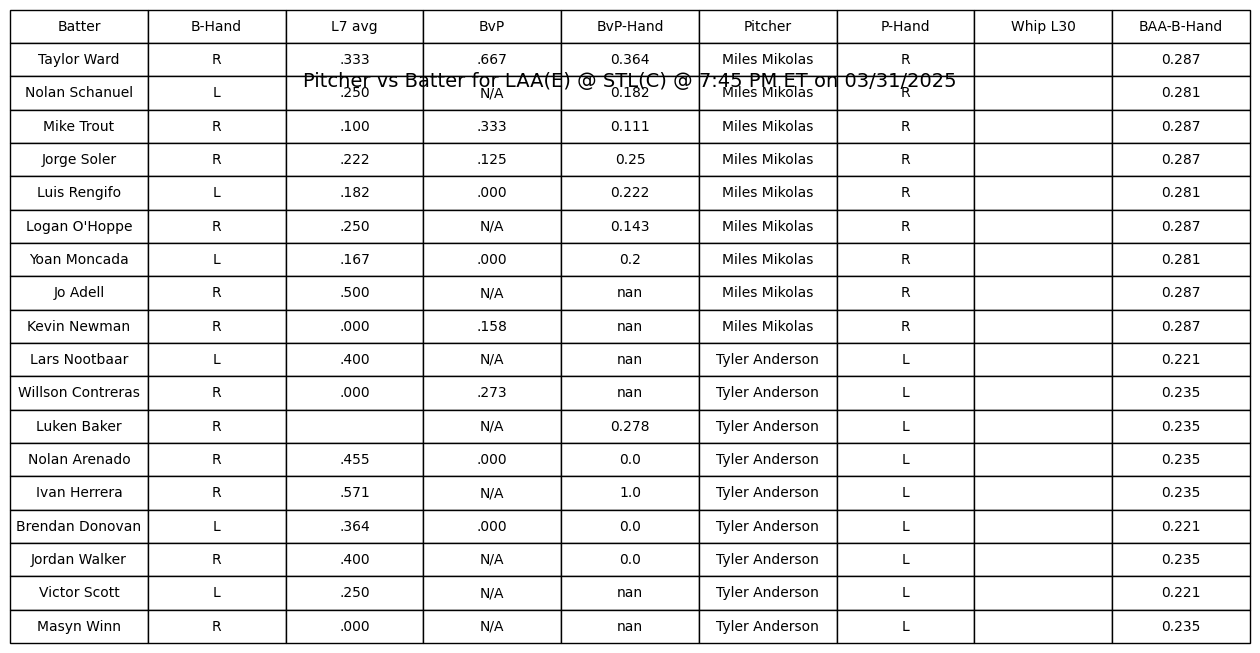 Batter B-Hand L7 avg BvP BvP-Hand Pitcher P-Hand Whip L30 BAA-B-Hand
Taylor Ward R .333 .667 0.364 Miles Mikolas R 0.287
Pitcher vs Batter for LAA(E) @ STL(C) @ 7:45 PM ET on 03/31/2025
Nolan Schanuel L .250 N/A 0.182 Miles Mikolas R 0.281
Mike Trout R .100 .333 0.111 Miles Mikolas R 0.287
Jorge Soler R .222 .125 0.25 Miles Mikolas R 0.287
Luis Rengifo L .182 .000 0.222 Miles Mikolas R 0.281
Logan O'Hoppe R .250 N/A 0.143 Miles Mikolas R 0.287
Yoan Moncada L .167 .000 0.2 Miles Mikolas R 0.281
Jo Adell R .500 N/A nan Miles Mikolas R 0.287
Kevin Newman R .000 .158 nan Miles Mikolas R 0.287
Lars Nootbaar L .400 N/A nan Tyler Anderson L 0.221
Willson Contreras R .000 .273 nan Tyler Anderson L 0.235
Luken Baker R N/A 0.278 Tyler Anderson L 0.235
Nolan Arenado R .455 .000 0.0 Tyler Anderson L 0.235
Ivan Herrera R .571 N/A 1.0 Tyler Anderson L 0.235
Brendan Donovan L .364 .000 0.0 Tyler Anderson L 0.221
Jordan Walker R .400 N/A 0.0 Tyler Anderson L 0.235
Victor Scott L .250 N/A nan Tyler Anderson L 0.221
Masyn Winn R .000 N/A nan Tyler Anderson L 0.235